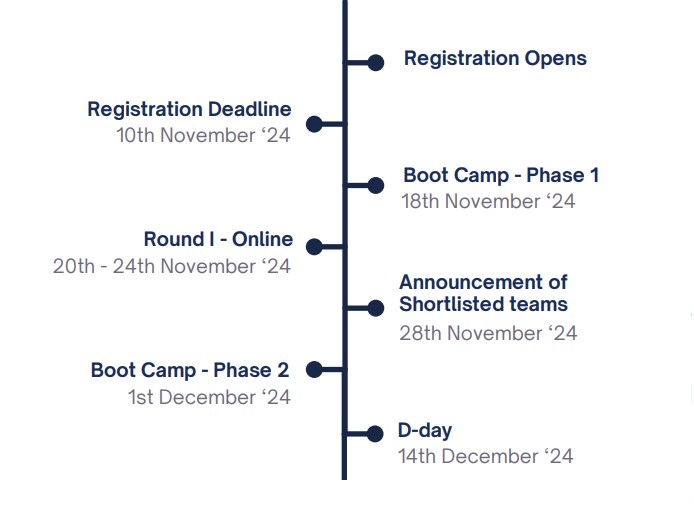 Registration Opens
Registration Deadline
10th November ‘24
Boot Camp - Phase 1
18th November ‘24
Round I - Online
20th - 24th November ‘24
Announcement of
Shortlisted teams
28th November ‘24
Boot Camp - Phase 2
1st December ‘24
D-day
14th December ‘24